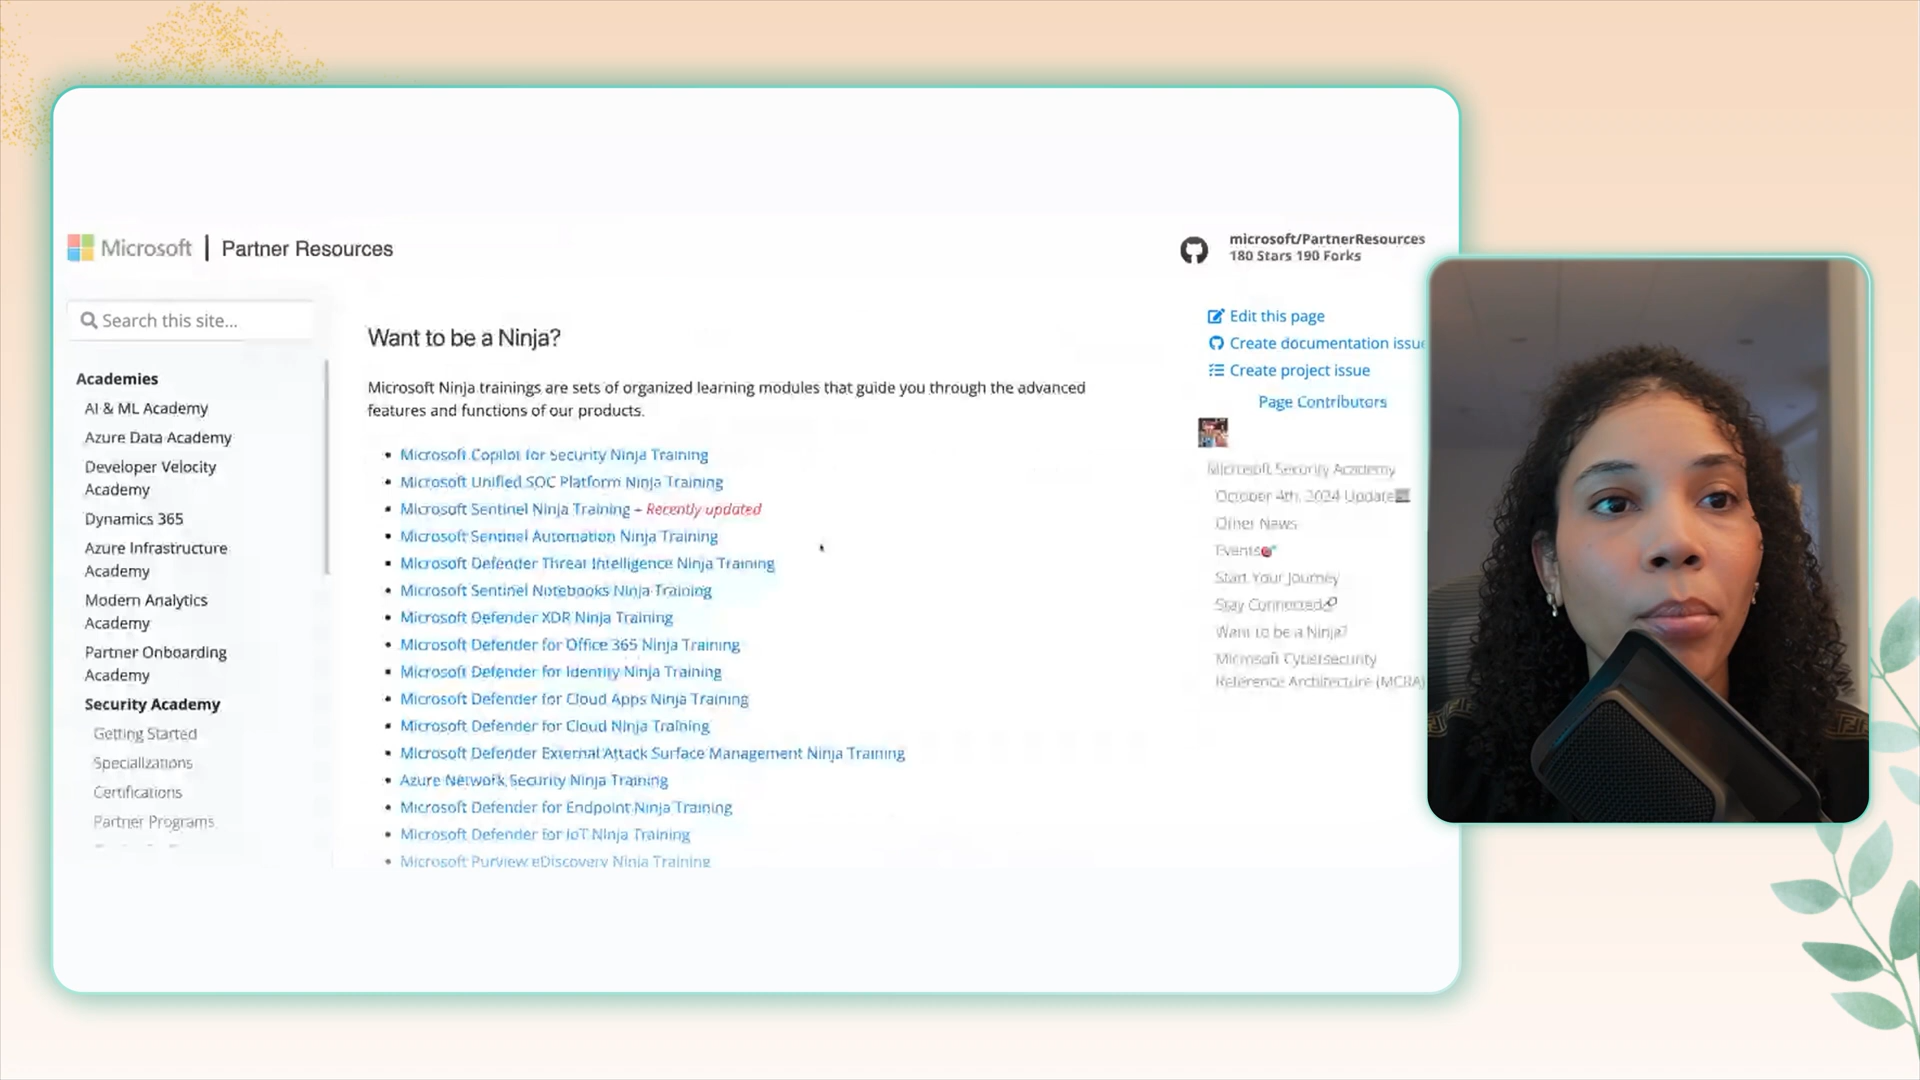 Microsoft | Partner Resources
microsoft/PartnerResources
180 Stars 190 Forks
Search this site...
Academies
AI & ML Academy
Azure Data Academy
Developer Velocity
Academy
Dynamics 365
Azure Infrastructure
Academy
Modern Analytics
Academy
Partner Onboarding
Academy
Security Academy
Getting Started
Specializations
Certifications
Partner Programs
Want to be a Ninja?
Microsoft Ninja trainings are sets of organized learning modules that guide you through the advanced
features and functions of our products.
• Microsoft Copilot for Security Ninja Training
• Microsoft Unified SOC Platform Ninja Training
• Microsoft Sentinel Ninja Training – Recently updated
• Microsoft Sentinel Automation Ninja Training
• Microsoft Defender Threat Intelligence Ninja Training
• Microsoft Sentinel Notebooks Ninja Training
• Microsoft Defender XDR Ninja Training
• Microsoft Defender for Office 365 Ninja Training
• Microsoft Defender for Identity Ninja Training
• Microsoft Defender for Cloud Apps Ninja Training
• Microsoft Defender for Cloud Ninja Training
• Microsoft Defender External Attack Surface Management Ninja Training
• Azure Network Security Ninja Training
• Microsoft Defender for Endpoint Ninja Training
• Microsoft Defender for IoT Ninja Training
• Microsoft Purview eDiscovery Ninja Training
Edit this page
Create documentation issue
Create project issue
Page Contributors
Microsoft Security Academy
October 4th, 2024 Update
Other News
Events
Start Your Journey
Stay Connected
Want to be a Ninja?
Microsoft Cybersecurity
Reference Architecture (MCRA)